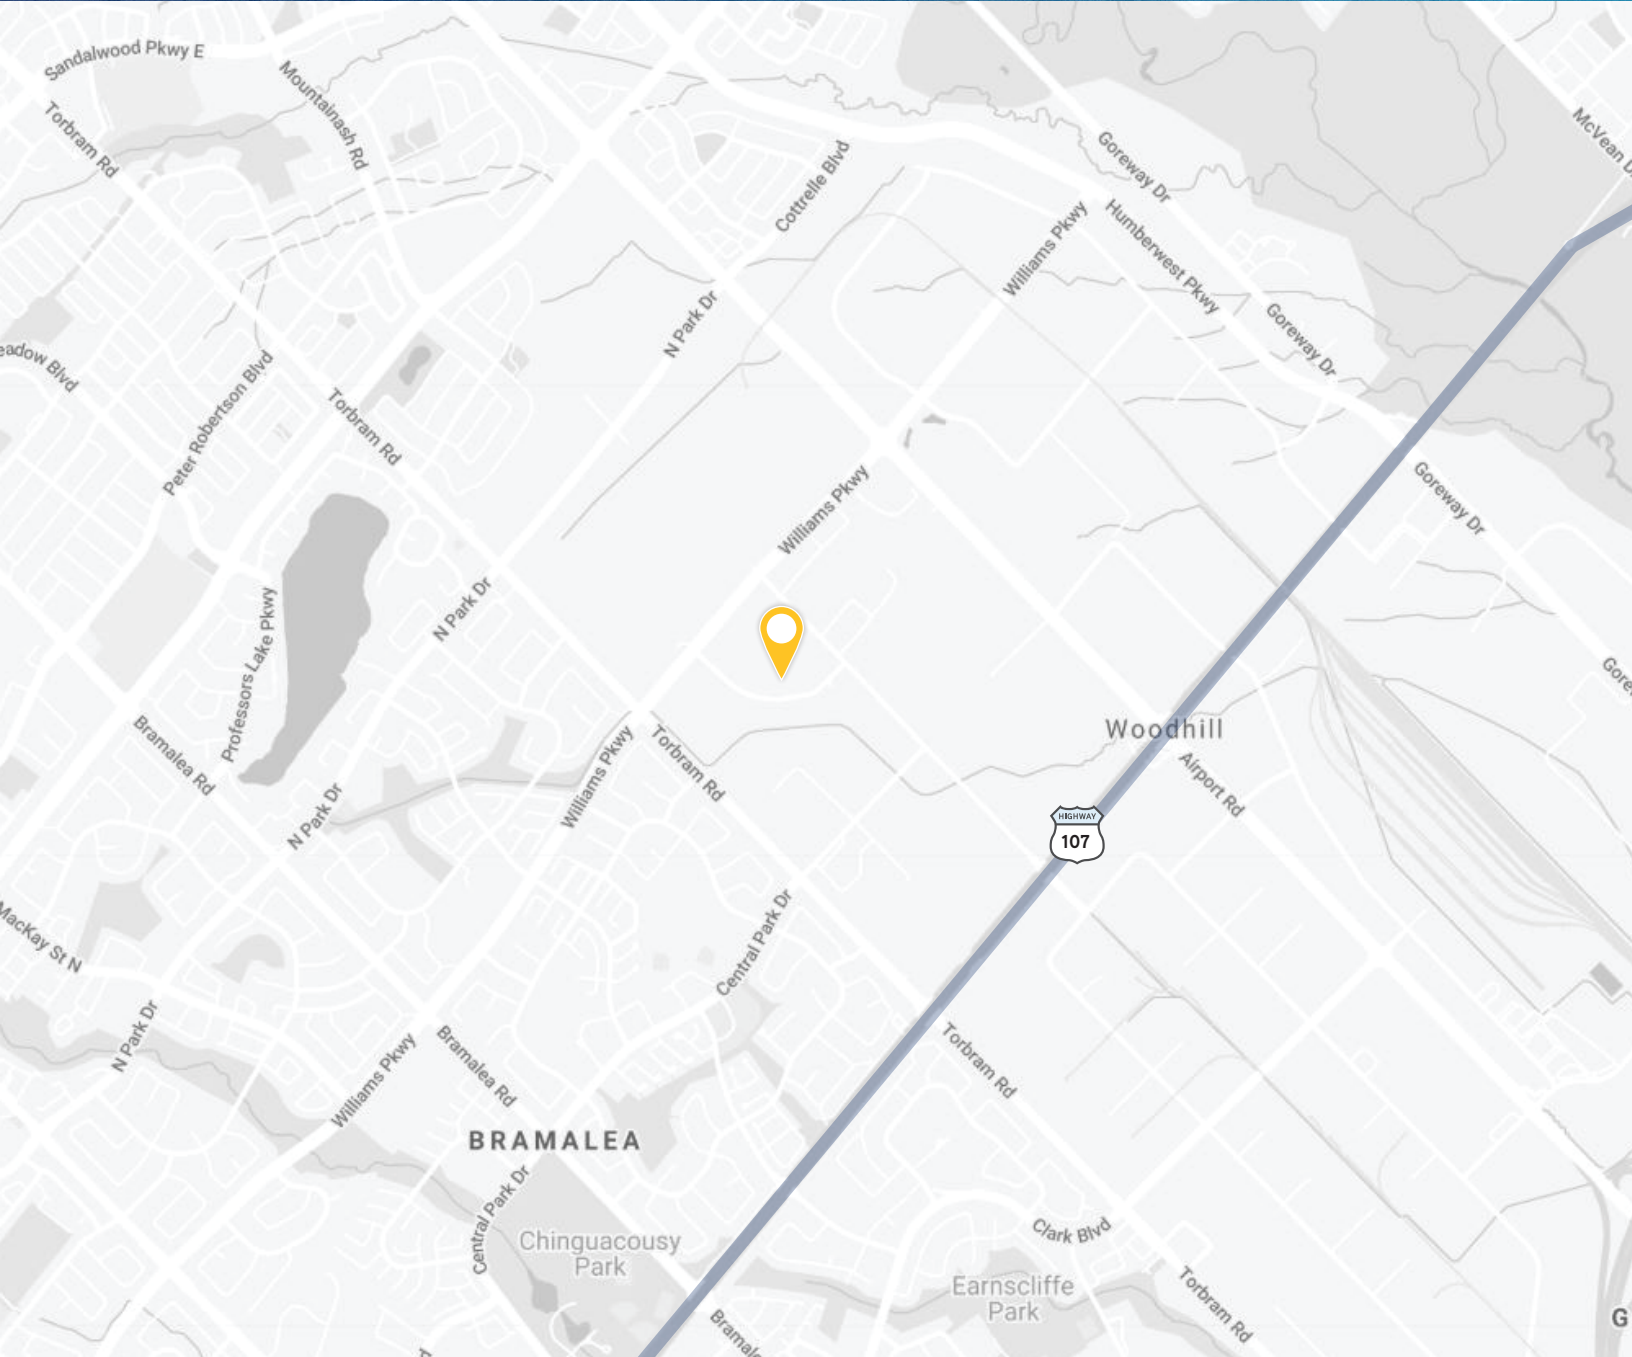 Sandalwood Pkwy E
Mountainash Rd
Torbram Rd
Cottrelle Blvd
Goreway Dr
McVean
Williams Pkwy
Humberwest Pkwy
N Park Dr
Goreway Dr
eadow Blvd
Peter Robertson Blvd
Torbram Rd
Williams Pkwy
Goreway Dr
N Park Dr
Professors Lake Pkwy
Gore
Bramalea Rd
Woodhill
Williams Pkwy
Torbram Rd
Airport Rd
N Park Dr
HIGHWAY
107
MacKay St N
Central Park Dr
N Park Dr
Williams Pkwy
Bramalea Rd
Torbram Rd
BRAMALEA
Central Park Dr
Chinguacousy
Park
Clark Blvd
Earnscliffe
Park
Torbram Rd
Bramale
G